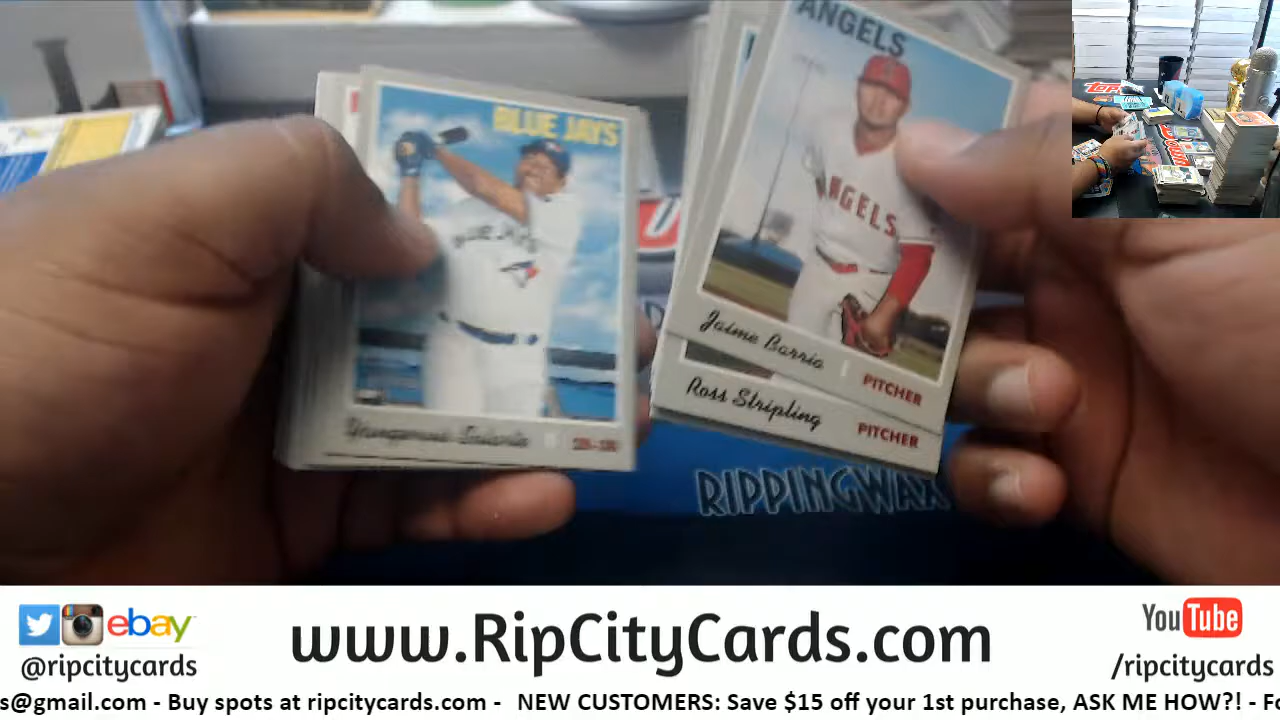 BLUE JAYS
ANGELS
ANGELS
Jaime Barria
PITCHER
Ross Stripling
PITCHER
RIPPINGWAX
ebay
@ripcitycards
www.RipCityCards.com
YouTube
/ripcitycards
s@gmail.com - Buy spots at ripcitycards.com - NEW CUSTOMERS: Save $15 off your 1st purchase, ASK ME HOW?! - Fo